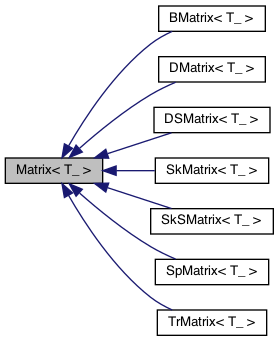 BMatrix< T_ >
DMatrix< T_ >
DSMatrix< T_ >
Matrix< T_ >
SkMatrix< T_ >
SkSMatrix< T_ >
SpMatrix< T_ >
TrMatrix< T_ >